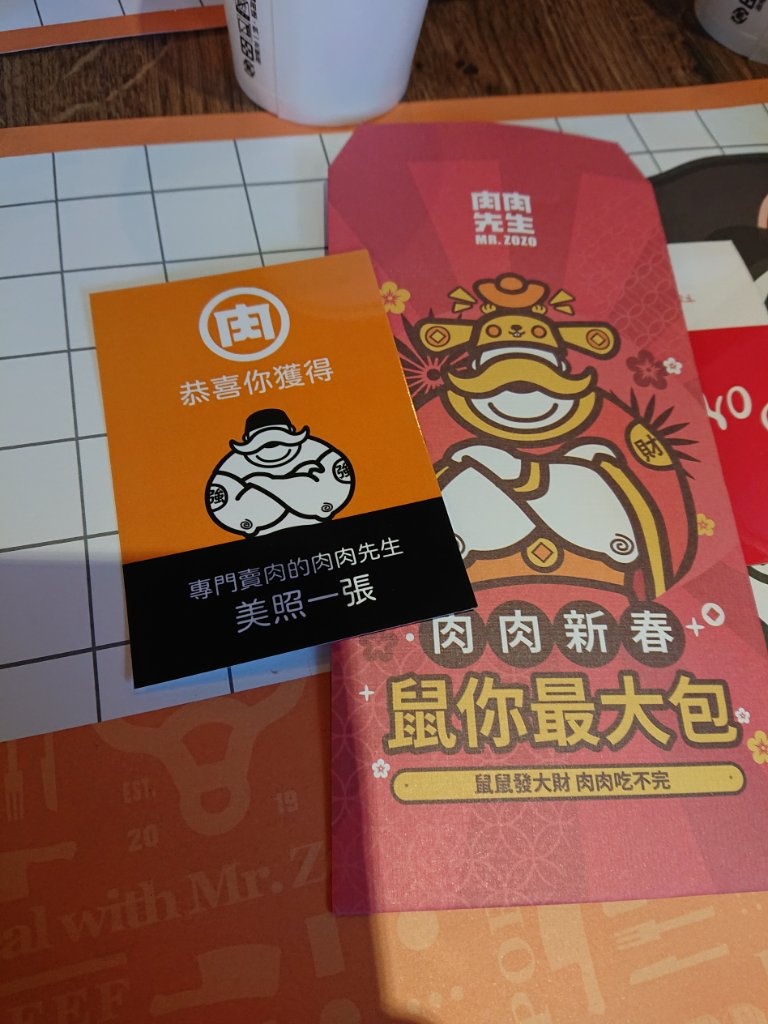 肉
恭喜你獲得
強
強
專門賣肉的肉肉先生
美照一張
肉肉
先生
MR. ZOZO
財
肉肉新春
鼠你最大包
鼠鼠發大財 肉肉吃不完
EST.
20
19
al with Mr. Z